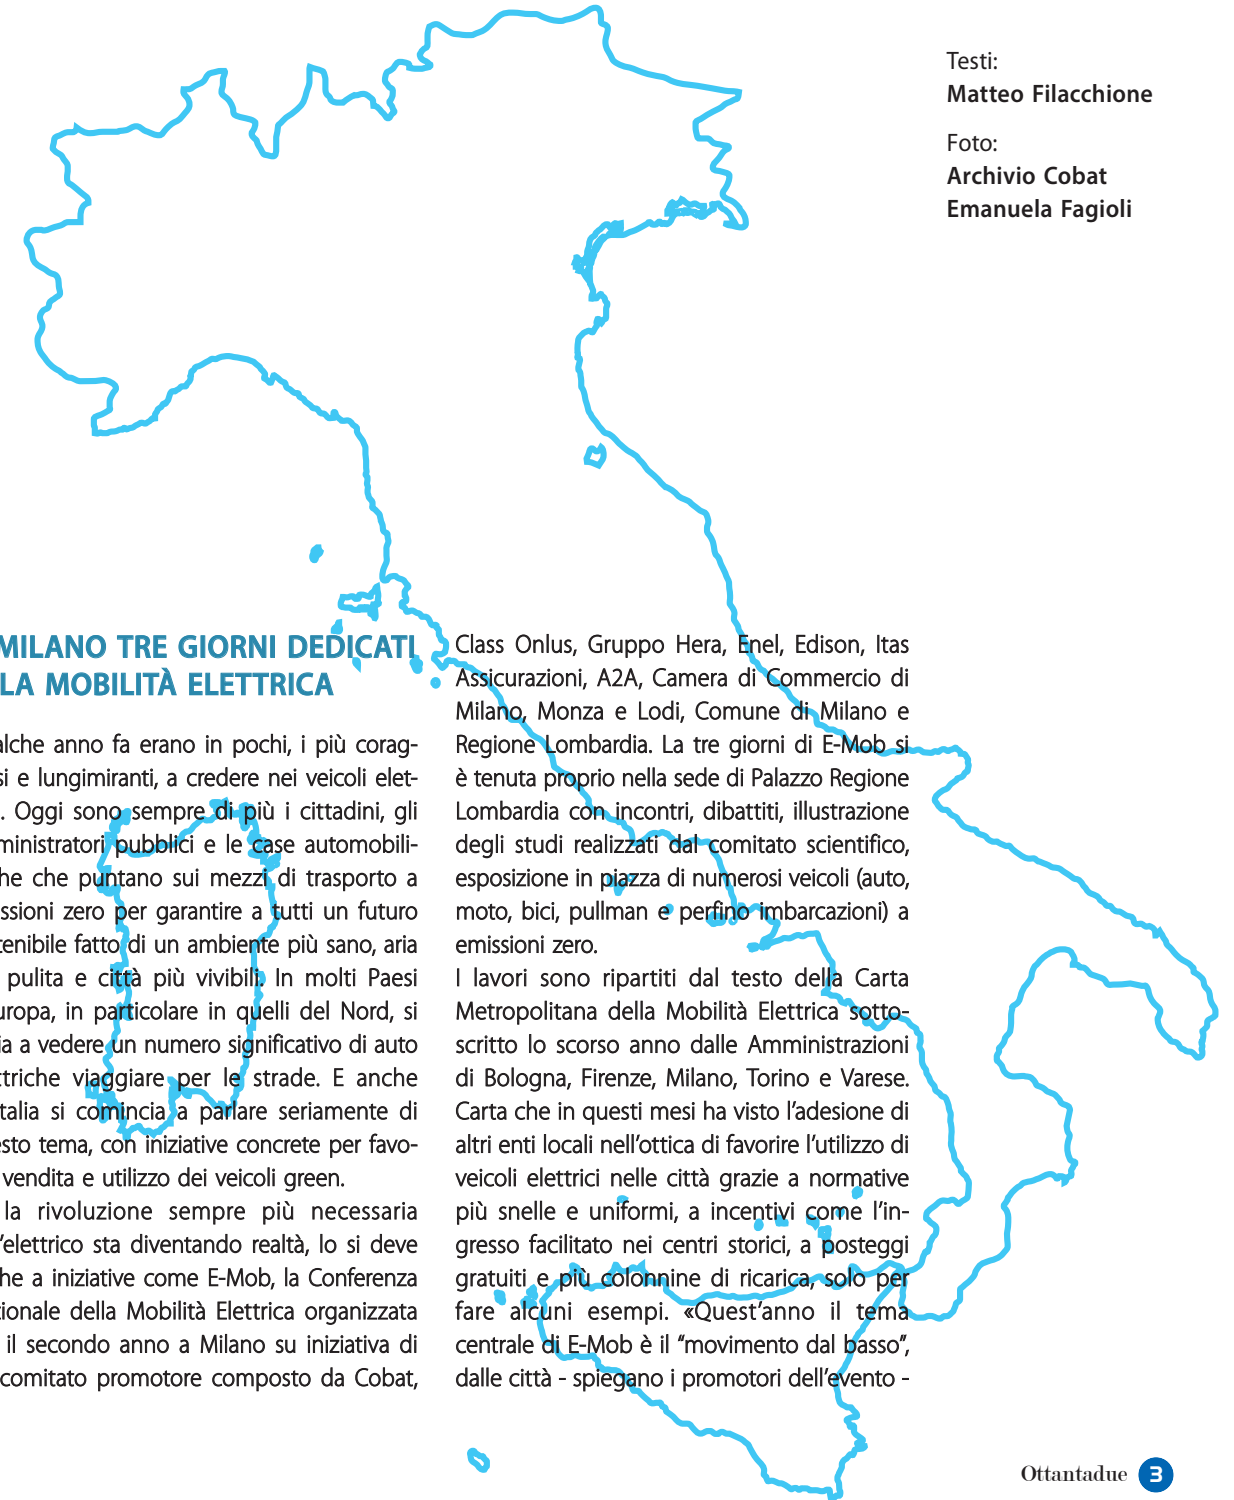 Testi:
Matteo Filacchione
Foto:
Archivio Cobat
Emanuela Fagioli
MILANO TRE GIORNI DEDICATI
LA MOBILITÀ ELETTRICA
alche anno fa erano in pochi, i più corag-
si e lungimiranti, a credere nei veicoli elet-
. Oggi sono sempre di più i cittadini, gli
ministratori pubblici e le case automobili-
he che puntano sui mezzi di trasporto a
ssioni zero per garantire a tutti un futuro
tenibile fatto di un ambiente più sano, aria
pulita e città più vivibili. In molti Paesi
uropa, in particolare in quelli del Nord, si
ia a vedere un numero significativo di auto
ttriche viaggiare per le strade. E anche
talia si comincia a parlare seriamente di
sto tema, con iniziative concrete per favo-
vendita e utilizzo dei veicoli green.
la rivoluzione sempre più necessaria
l’elettrico sta diventando realtà, lo si deve
he a iniziative come E-Mob, la Conferenza
ionale della Mobilità Elettrica organizzata
il secondo anno a Milano su iniziativa di
comitato promotore composto da Cobat,
Class Onlus, Gruppo Hera, Enel, Edison, Itas
Assicurazioni, A2A, Camera di Commercio di
Milano, Monza e Lodi, Comune di Milano e
Regione Lombardia. La tre giorni di E-Mob si
è tenuta proprio nella sede di Palazzo Regione
Lombardia con incontri, dibattiti, illustrazione
degli studi realizzati dal comitato scientifico,
esposizione in piazza di numerosi veicoli (auto,
moto, bici, pullman e perfino imbarcazioni) a
emissioni zero.
I lavori sono ripartiti dal testo della Carta
Metropolitana della Mobilità Elettrica sotto-
scritto lo scorso anno dalle Amministrazioni
di Bologna, Firenze, Milano, Torino e Varese.
Carta che in questi mesi ha visto l’adesione di
altri enti locali nell’ottica di favorire l’utilizzo di
veicoli elettrici nelle città grazie a normative
più snelle e uniformi, a incentivi come l’in-
gresso facilitato nei centri storici, a posteggi
gratuiti e più colonnine di ricarica, solo per
fare alcuni esempi. «Quest’anno il tema
centrale di E-Mob è il “movimento dal basso”,
dalle città - spiegano i promotori dell’evento -
Ottantadue 3